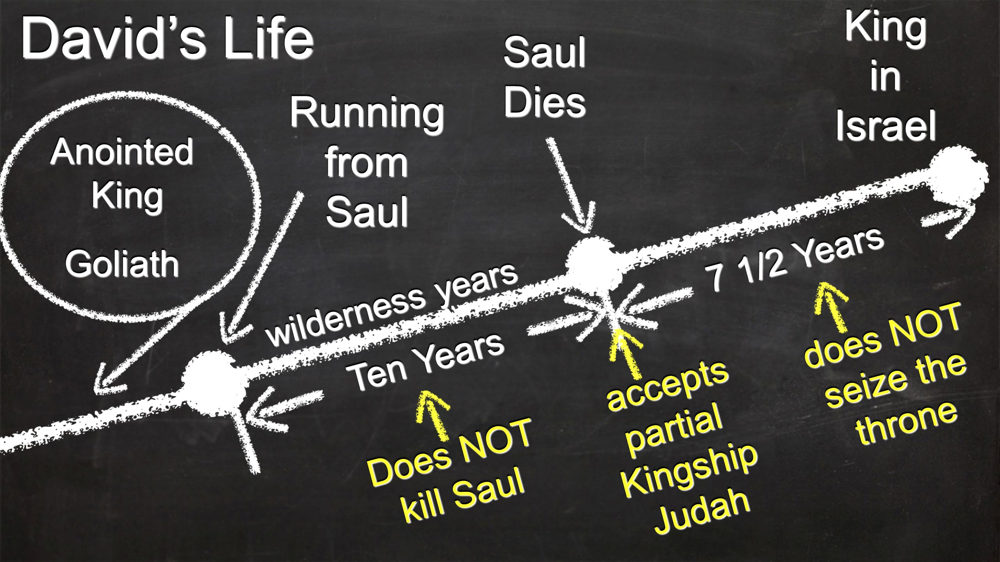 David’s Life
Anointed
King
Goliath
Running
from
Saul
Saul
Dies
King
in
Israel
wilderness years
Ten Years
7 1/2 Years
Does NOT
kill Saul
accepts
partial
Kingship
Judah
does NOT
seize the
throne